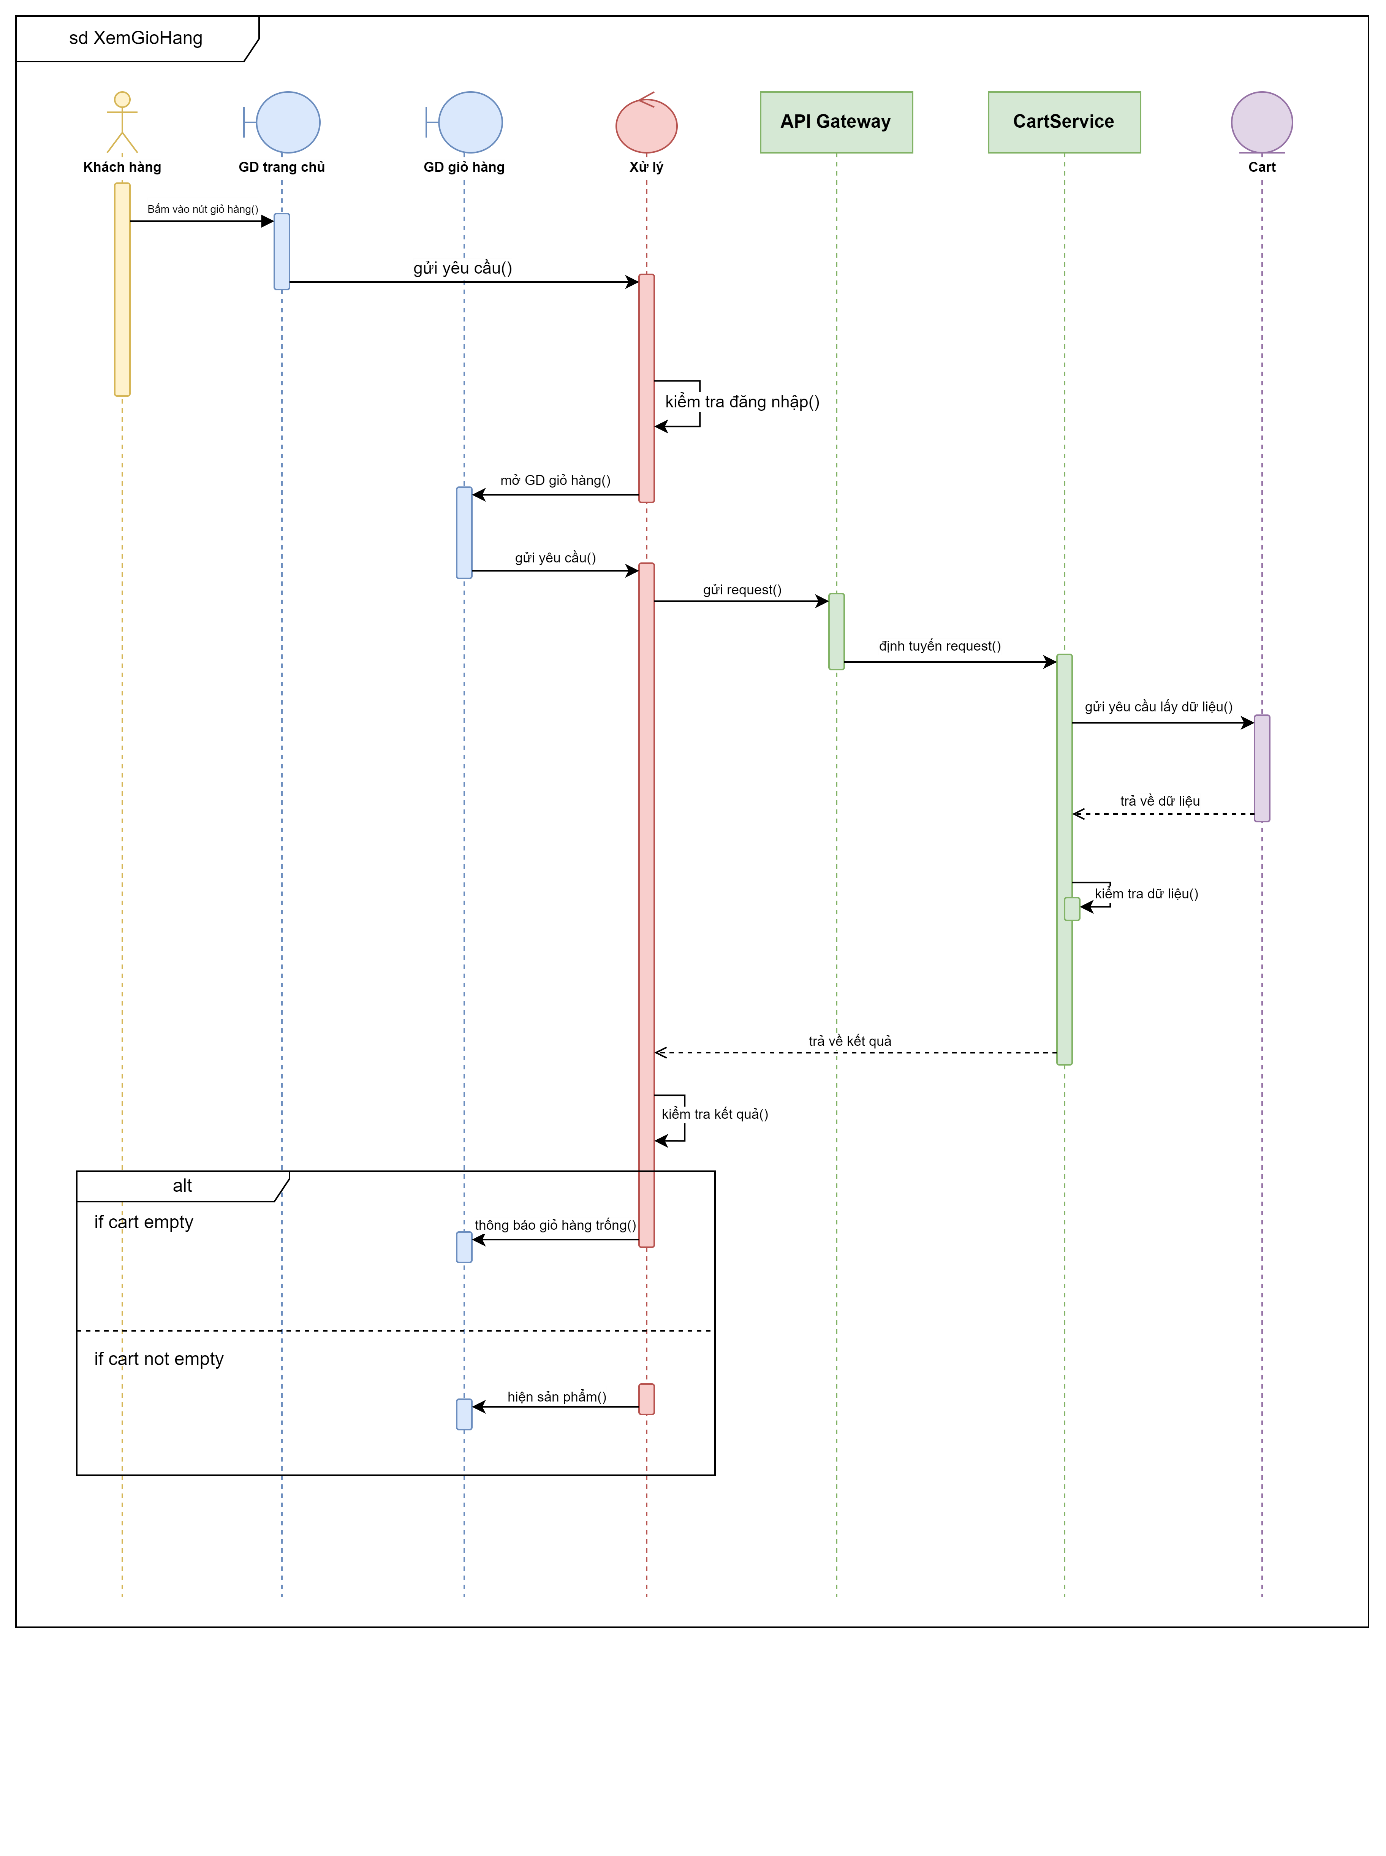 sd XemGioHang
Khách hàng
GD trang chủ
GD giỏ hàng
Xử lý
API Gateway
CartService
Cart
Bấm vào nút giỏ hàng()
gửi yêu cầu()
kiểm tra đăng nhập()
mở GD giỏ hàng()
gửi yêu cầu()
gửi request()
định tuyến request()
gửi yêu cầu lấy dữ liệu()
trả về dữ liệu
kiểm tra dữ liệu()
trả về kết quả
kiểm tra kết quả()
alt
if cart empty
thông báo giỏ hàng trống()
if cart not empty
hiện sản phẩm()